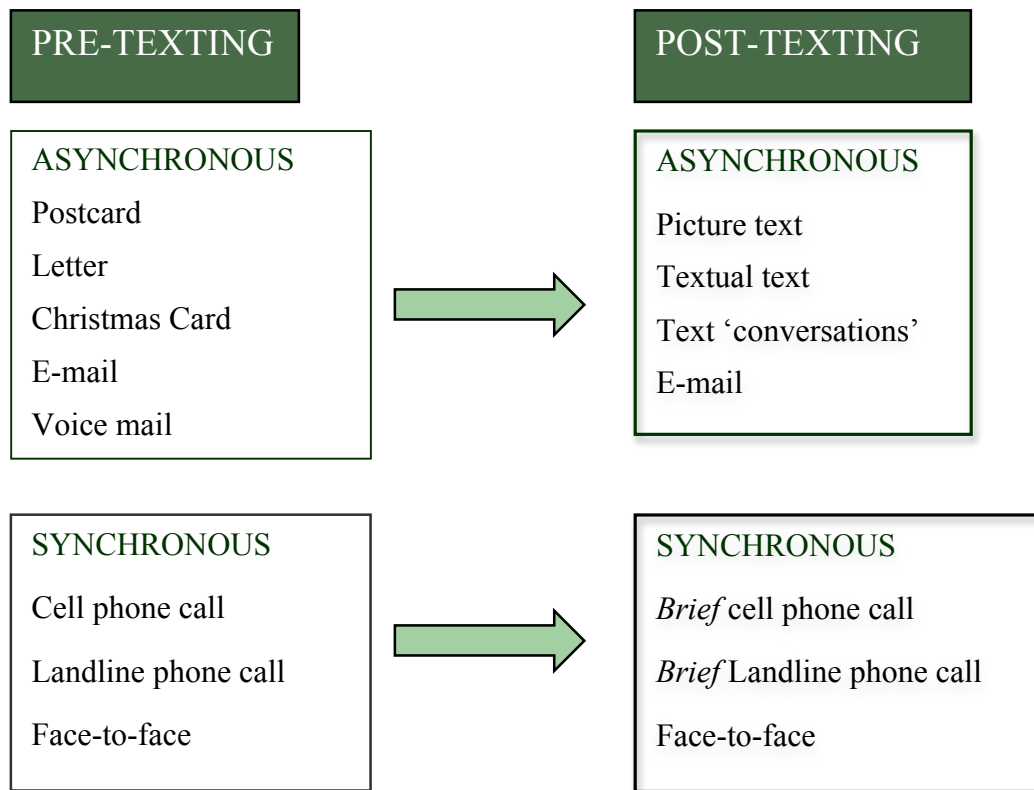 PRE-TEXTING
POST-TEXTING
ASYNCHRONOUS
Postcard
Letter
Christmas Card
E-mail
Voice mail
ASYNCHRONOUS
Picture text
Textual text
Text ‘conversations’
E-mail
SYNCHRONOUS
Cell phone call
Landline phone call
Face-to-face
SYNCHRONOUS
Brief cell phone call
Brief Landline phone call
Face-to-face